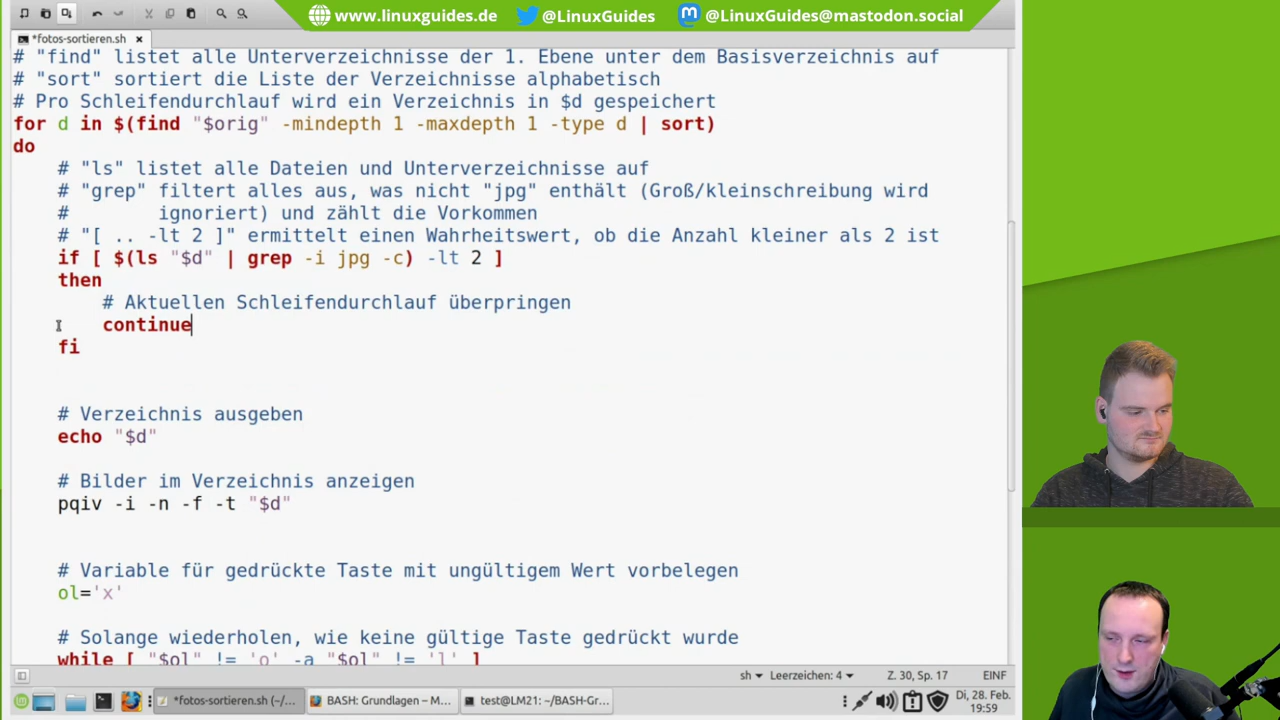 www.linuxguides.de @LinuxGuides @LinuxGuides@mastodon.social
*fotos-sortieren.sh ×
# "find" listet alle Unterverzeichnisse der 1. Ebene unter dem Basisverzeichnis auf
# "sort" sortiert die Liste der Verzeichnisse alphabetisch
# Pro Schleifendurchlauf wird ein Verzeichnis in $d gespeichert
for d in $(find "$orig" -mindepth 1 -maxdepth 1 -type d | sort)
do
# "ls" listet alle Dateien und Unterverzeichnisse auf
# "grep" filtert alles aus, was nicht "jpg" enthält (Groß/kleinschreibung wird
# ignoriert) und zählt die Vorkommen
# "[ .. -lt 2 ]" ermittelt einen Wahrheitswert, ob die Anzahl kleiner als 2 ist
if [ $(ls "$d" | grep -i jpg -c) -lt 2 ]
then
# Aktuellen Schleifendurchlauf überpringen
continue
fi
# Verzeichnis ausgeben
echo "$d"
# Bilder im Verzeichnis anzeigen
pqiv -i -n -f -t "$d"
# Variable für gedrückte Taste mit ungültigem Wert vorbelegen
ol='x'
# Solange wiederholen, wie keine gültige Taste gedrückt wurde
while [ "$ol" != 'o' -a "$ol" != 'l' ]
sh Leerzeichen: 4 Z. 30, Sp. 17 EINF
*fotos-sortieren.sh (~/... BASH: Grundlagen – M... test@LM21: ~/BASH-Gr... Di, 28. Feb.
19:59